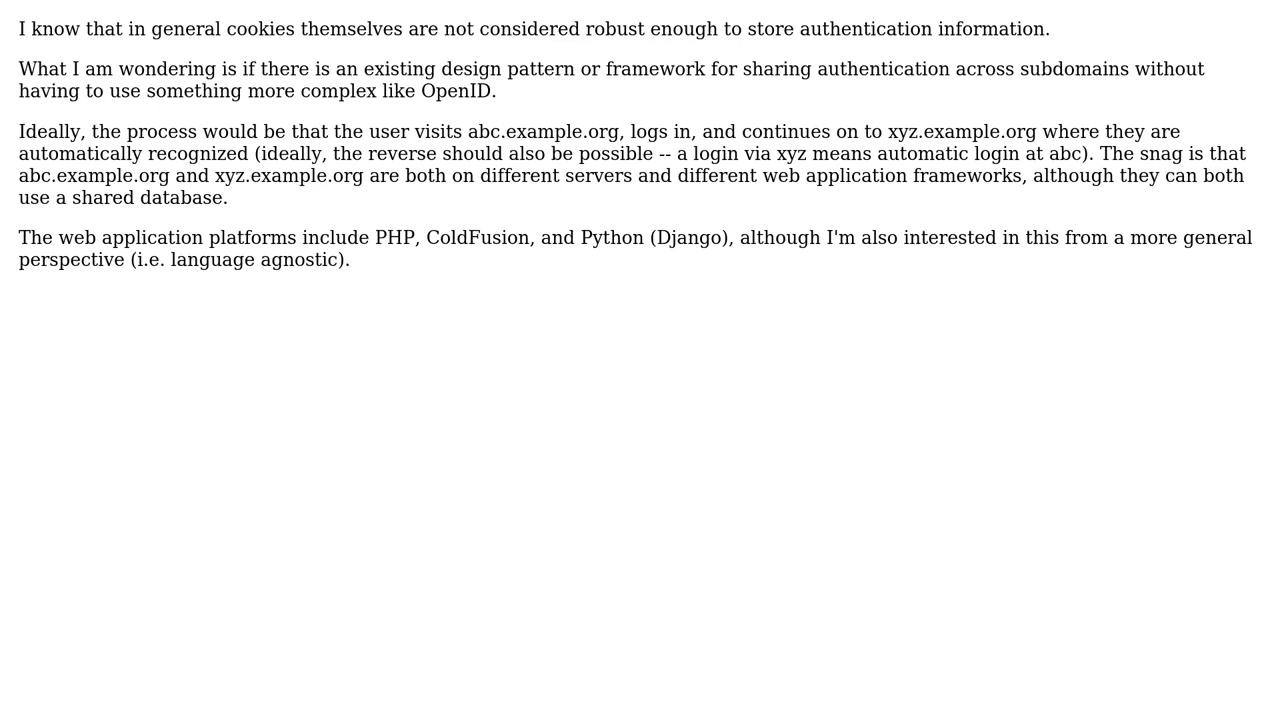 I know that in general cookies themselves are not considered robust enough to store authentication information.
What I am wondering is if there is an existing design pattern or framework for sharing authentication across subdomains without
having to use something more complex like OpenID.
Ideally, the process would be that the user visits abc.example.org, logs in, and continues on to xyz.example.org where they are
automatically recognized (ideally, the reverse should also be possible -- a login via xyz means automatic login at abc). The snag is that
abc.example.org and xyz.example.org are both on different servers and different web application frameworks, although they can both
use a shared database.
The web application platforms include PHP, ColdFusion, and Python (Django), although I'm also interested in this from a more general
perspective (i.e. language agnostic).